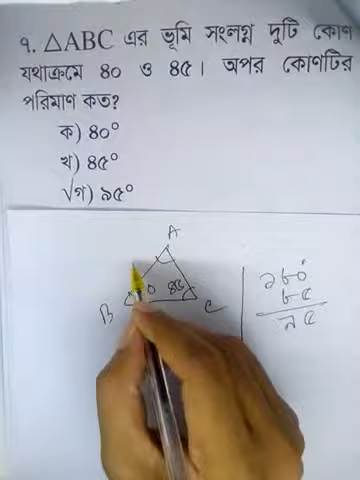 ৭. △ABC এর ভূমি সংলগ্ন দুটি কোণ
যথাক্রমে ৪০ ও ৪৫। অপর কোণটির
পরিমাণ কত?
ক) ৪০°
খ) ৪৫°
√গ) ৯৫°
A
৪৫
B
C
১৮০°
৮৫
৯৫